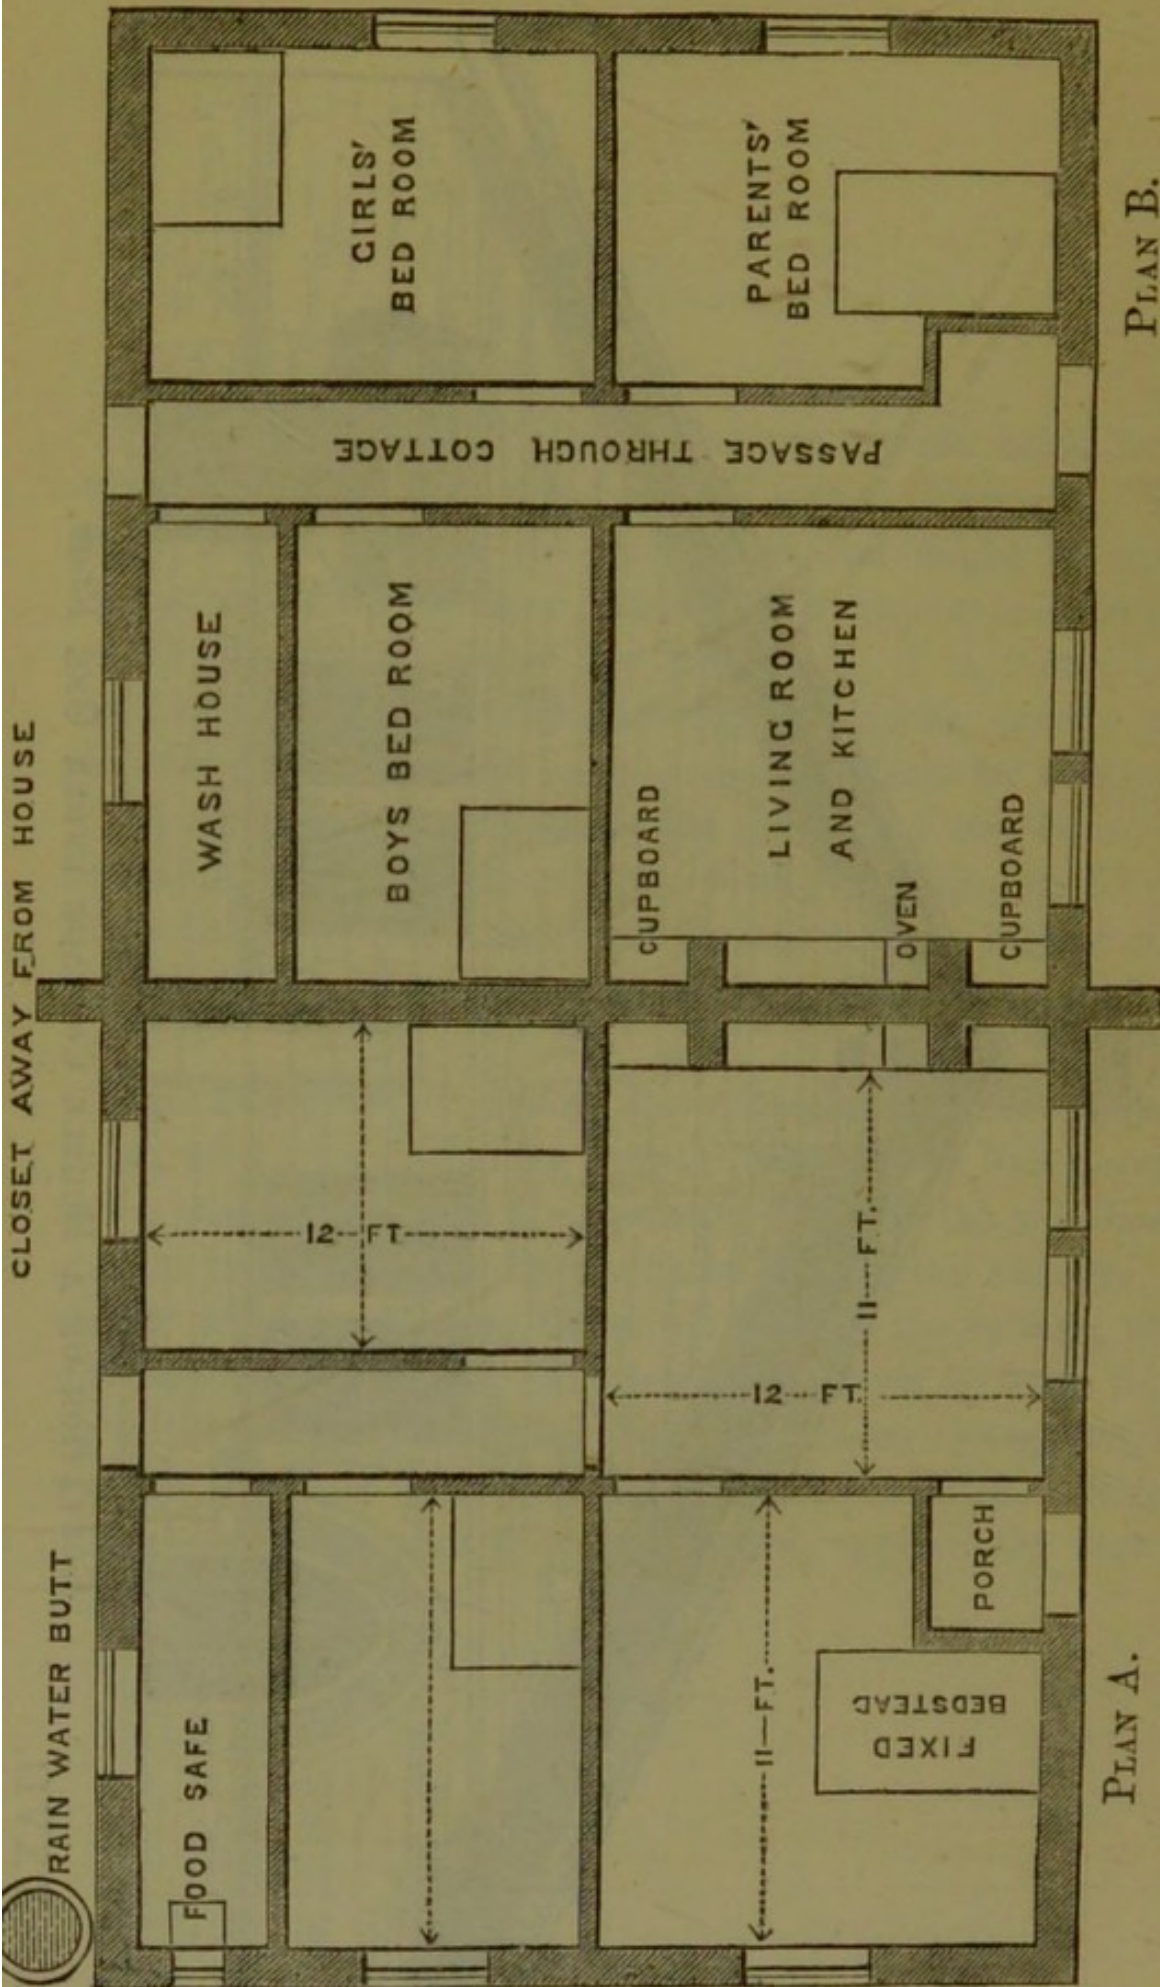 CLOSET AWAY FROM HOUSE
RAIN WATER BUTT
FOOD SAFE
12 FT
WASH HOUSE
BOYS BED ROOM
GIRLS'
BED ROOM
PASSAGE THROUGH COTTAGE
11 FT.
FIXED
BEDSTEAD
PORCH
12 FT.
11 FT.
CUPBOARD
LIVING ROOM
AND KITCHEN
OVEN
CUPBOARD
PARENTS'
BED ROOM
PLAN A.
PLAN B.